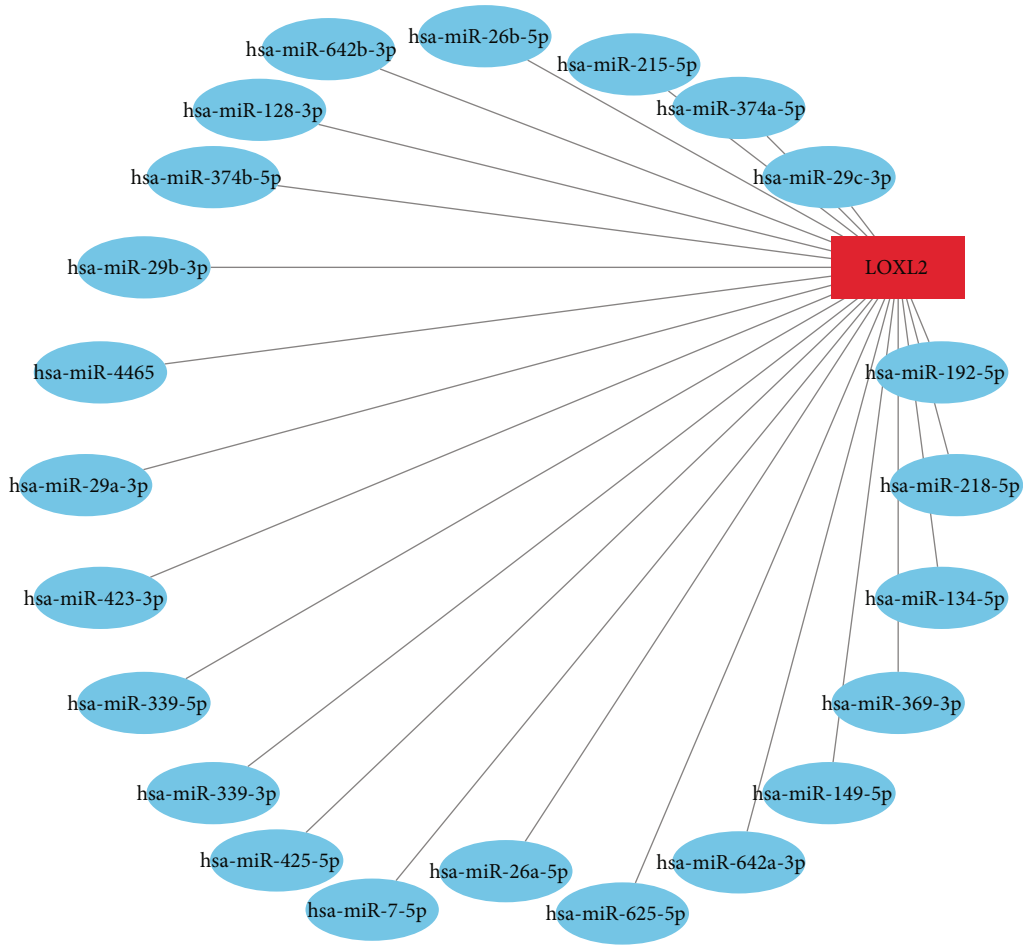 hsa-miR-26b-5p
hsa-miR-642b-3p
hsa-miR-215-5p
hsa-miR-374a-5p
hsa-miR-128-3p
hsa-miR-374b-5p
hsa-miR-29c-3p
hsa-miR-29b-3p
LOXL2
hsa-miR-4465
hsa-miR-192-5p
hsa-miR-29a-3p
hsa-miR-218-5p
hsa-miR-423-3p
hsa-miR-134-5p
hsa-miR-339-5p
hsa-miR-369-3p
hsa-miR-339-3p
hsa-miR-149-5p
hsa-miR-425-5p
hsa-miR-642a-3p
hsa-miR-26a-5p
hsa-miR-7-5p
hsa-miR-625-5p